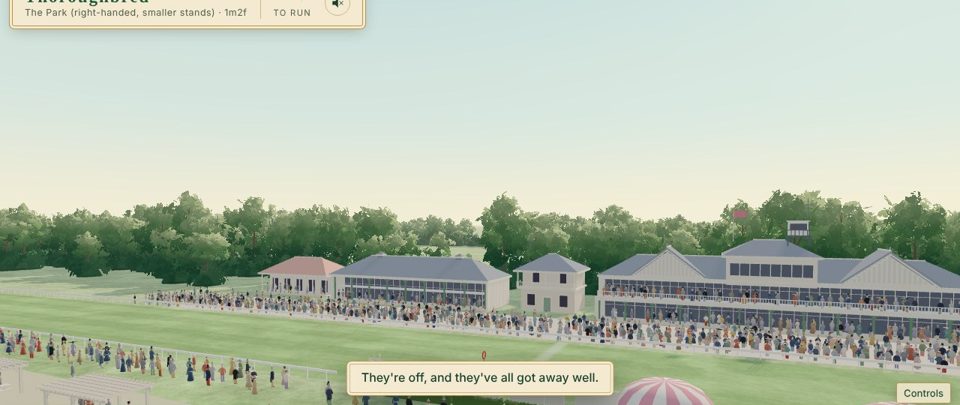 Thoroughbred
The Park (right-handed, smaller stands) · 1m2f
TO RUN
They're off, and they've all got away well.
Controls